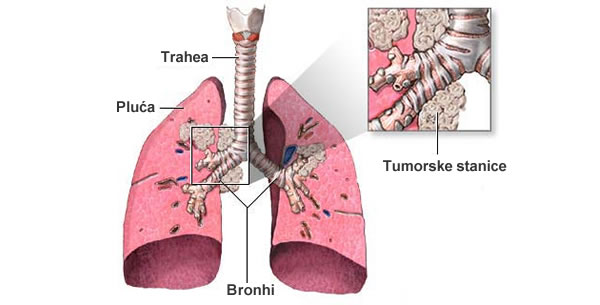 Trahea
Pluća
Tumorske stanice
Bronhi